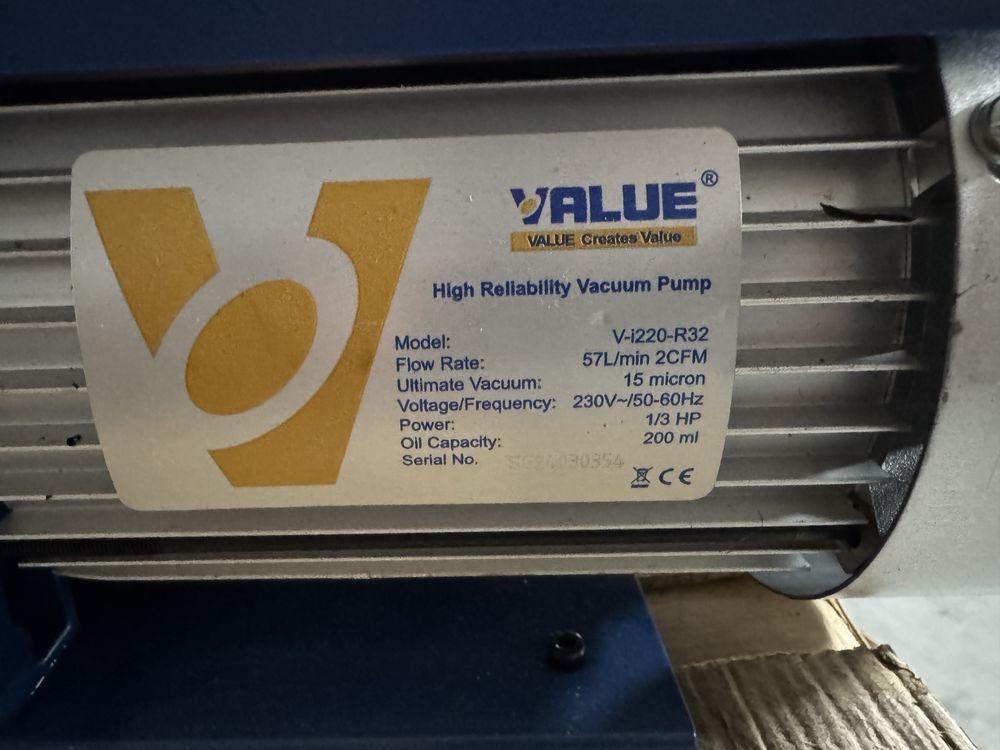 VALUE®
VALUE Creates Value
High Reliability Vacuum Pump
Model: V-i220-R32
Flow Rate: 57L/min 2CFM
Ultimate Vacuum: 15 micron
Voltage/Frequency: 230V~/50-60Hz
Power: 1/3 HP
Oil Capacity: 200 ml
Serial No.
CE